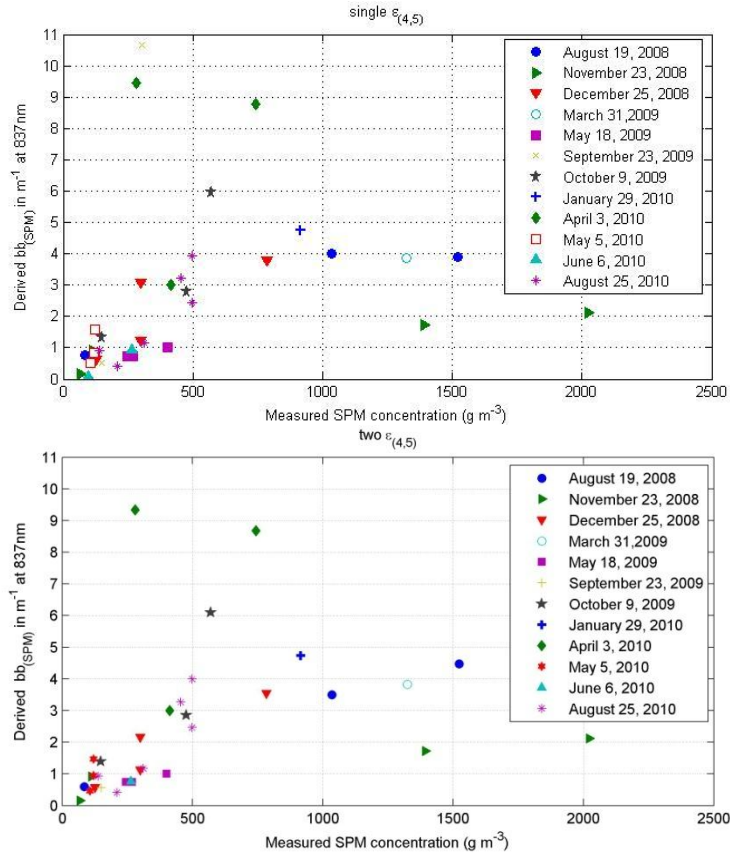 single ε(4,5)
Derived bb(SPM) in m-1 at 837nm
11
10
9
8
7
6
5
4
3
2
1
0
August 19, 2008
November 23, 2008
December 25, 2008
March 31,2009
May 18, 2009
September 23, 2009
October 9, 2009
January 29, 2010
April 3, 2010
May 5, 2010
June 6, 2010
August 25, 2010
0 500 1000 1500 2000 2500
Measured SPM concentration (g m-3)
two ε(4,5)
Derived bb(SPM) in m-1 at 837nm
11
10
9
8
7
6
5
4
3
2
1
0
August 19, 2008
November 23, 2008
December 25, 2008
March 31,2009
May 18, 2009
September 23, 2009
October 9, 2009
January 29, 2010
April 3, 2010
May 5, 2010
June 6, 2010
August 25, 2010
0 500 1000 1500 2000 2500
Measured SPM concentration (g m-3)